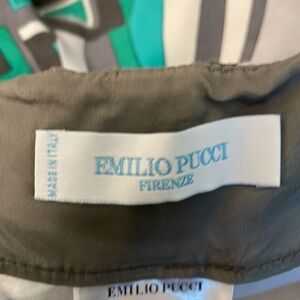 MADE IN ITALY
EMILIO PUCCI
FIRENZE
EMILIO PUCCI